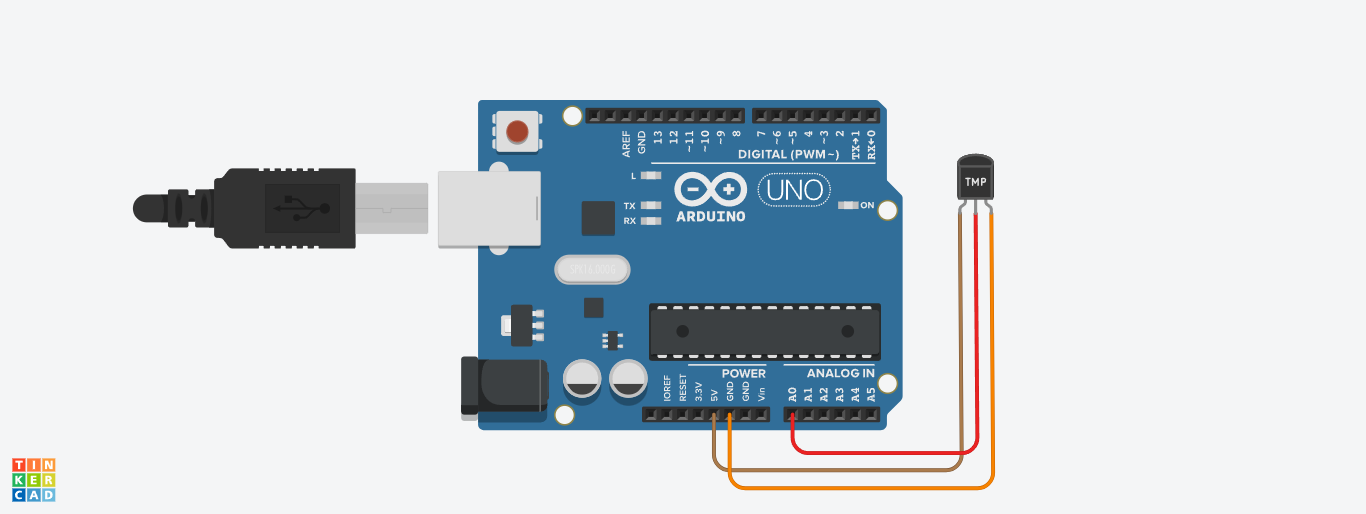 AREF
GND
13
12
~11
~10
~9
8
7
~6
~5
4
~3
2
TX→1
RX←0
DIGITAL (PWM~)
L
TX
RX
ARDUINO
UNO
ON
TMP
POWER
ANALOG IN
IOREF
RESET
3.3V
5V
GND
GND
Vin
A0
A1
A2
A3
A4
A5
TIN
KER
CAD